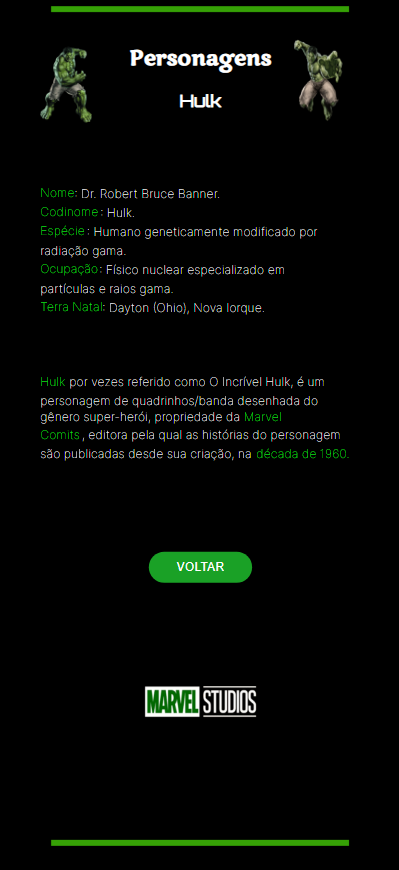 Personagens
Hulk
Nome: Dr. Robert Bruce Banner.
Codinome : Hulk.
Espécie : Humano geneticamente modificado por
radiação gama.
Ocupação : Físico nuclear especializado em
partículas e raios gama.
Terra Natal: Dayton (Ohio), Nova Iorque.
Hulk por vezes referido como O Incrível Hulk, é um
personagem de quadrinhos/banda desenhada do
gênero super-herói, propriedade da Marvel
Comits , editora pela qual as histórias do personagem
são publicadas desde sua criação, na década de 1960.
VOLTAR
MARVEL STUDIOS